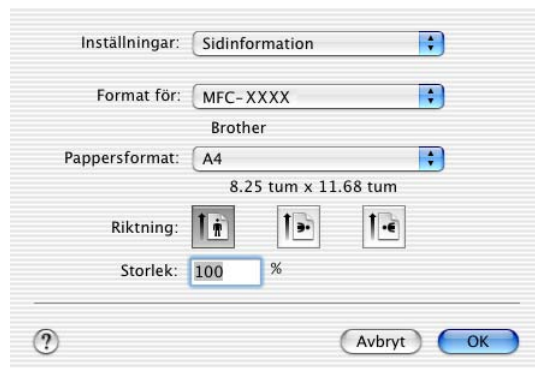 Inställningar: Sidinformation
Format för: MFC-XXXX
Brother
Pappersformat: A4
8.25 tum x 11.68 tum
Riktning:
Storlek: 100 %
? Avbryt OK